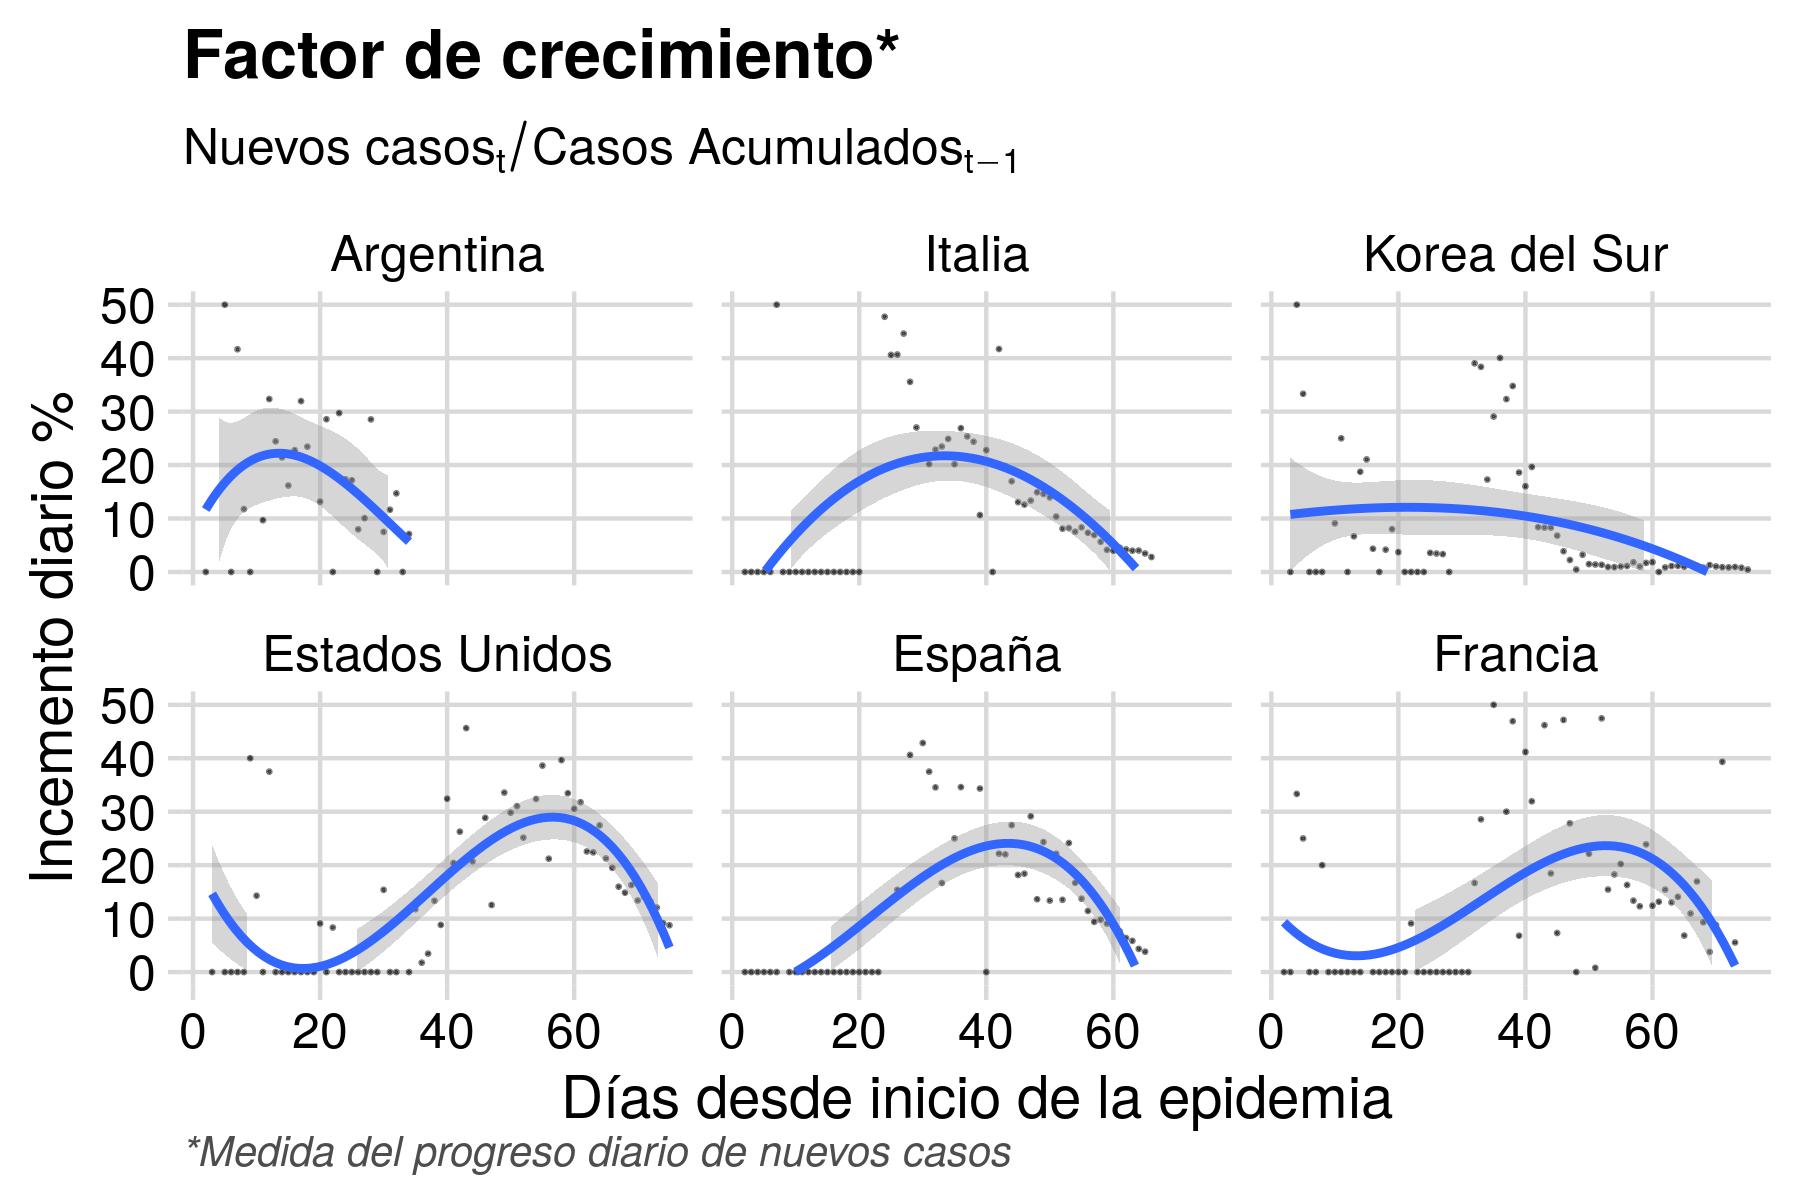 Factor de crecimiento*
Nuevos casosₜ/Casos Acumuladosₜ₋₁
Argentina
Italia
Korea del Sur
50
40
30
20
10
0
Estados Unidos
España
Francia
50
40
30
20
10
0
0 20 40 60
0 20 40 60
0 20 40 60
Incemento diario %
Días desde inicio de la epidemia
*Medida del progreso diario de nuevos casos